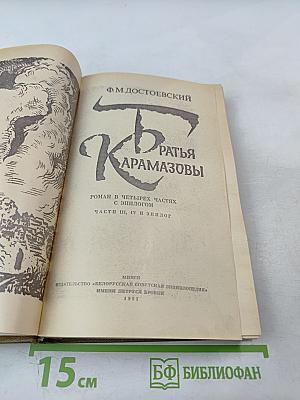 Ф.М.ДОСТОЕВСКИЙ
БРАТЬЯ
КАРАМАЗОВЫ
РОМАН В ЧЕТЫРЕХ ЧАСТЯХ
С ЭПИЛОГОМ
ЧАСТИ III, IV И ЭПИЛОГ
МИНСК
ИЗДАТЕЛЬСТВО «БЕЛОРУССКАЯ СОВЕТСКАЯ ЭНЦИКЛОПЕДИЯ»
ИМЕНИ ПЕТРУСЯ БРОВКИ
1981
15 см
БФ БИБЛИОФАН